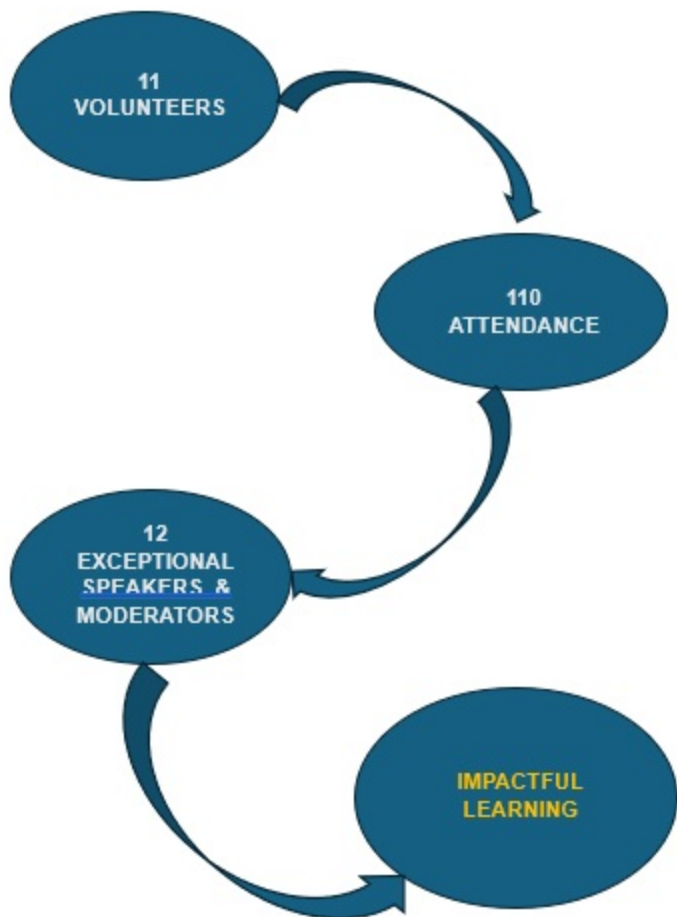 11
VOLUNTEERS
110
ATTENDANCE
12
EXCEPTIONAL
SPEAKERS &
MODERATORS
IMPACTFUL
LEARNING